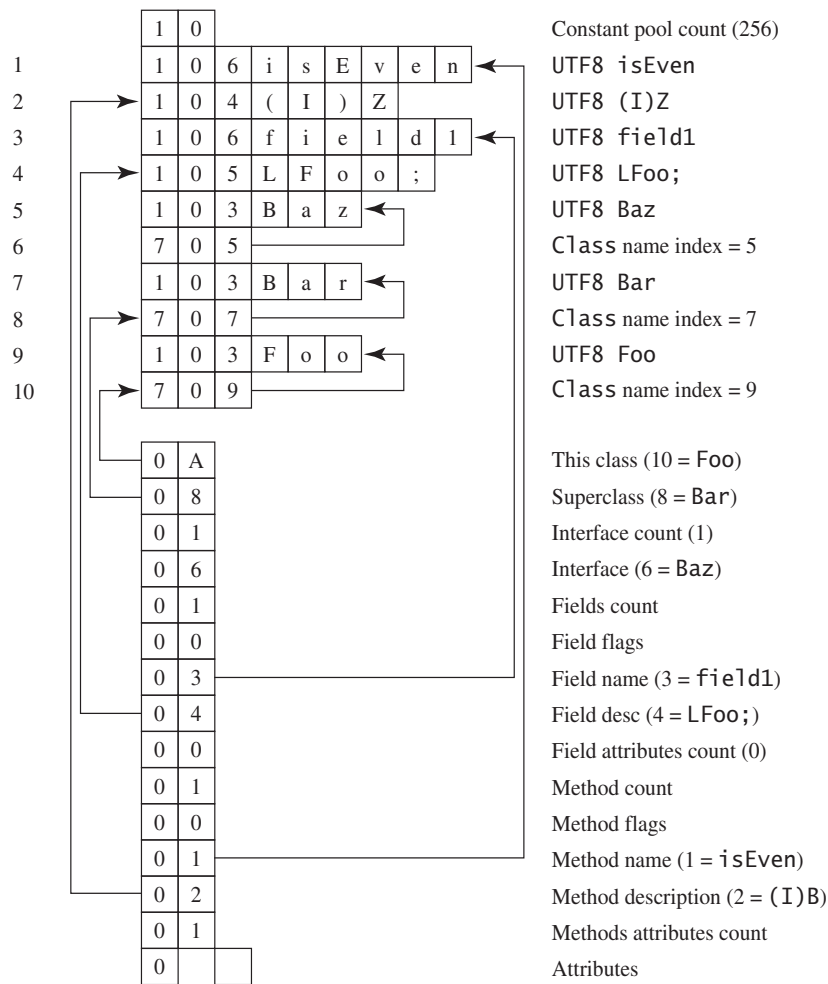 1 0 Constant pool count (256)
1 1 0 6 i s E v e n UTF8 isEven
2 1 0 4 ( I ) Z UTF8 (I)Z
3 1 0 6 f i e l d 1 UTF8 field1
4 1 0 5 L F o o ; UTF8 LFoo;
5 1 0 3 B a z UTF8 Baz
6 7 0 5 Class name index = 5
7 1 0 3 B a r UTF8 Bar
8 7 0 7 Class name index = 7
9 1 0 3 F o o UTF8 Foo
10 7 0 9 Class name index = 9
0 A This class (10 = Foo)
0 8 Superclass (8 = Bar)
0 1 Interface count (1)
0 6 Interface (6 = Baz)
0 1 Fields count
0 0 Field flags
0 3 Field name (3 = field1)
0 4 Field desc (4 = LFoo;)
0 0 Field attributes count (0)
0 1 Method count
0 0 Method flags
0 1 Method name (1 = isEven)
0 2 Method description (2 = (I)B)
0 1 Methods attributes count
0 Attributes